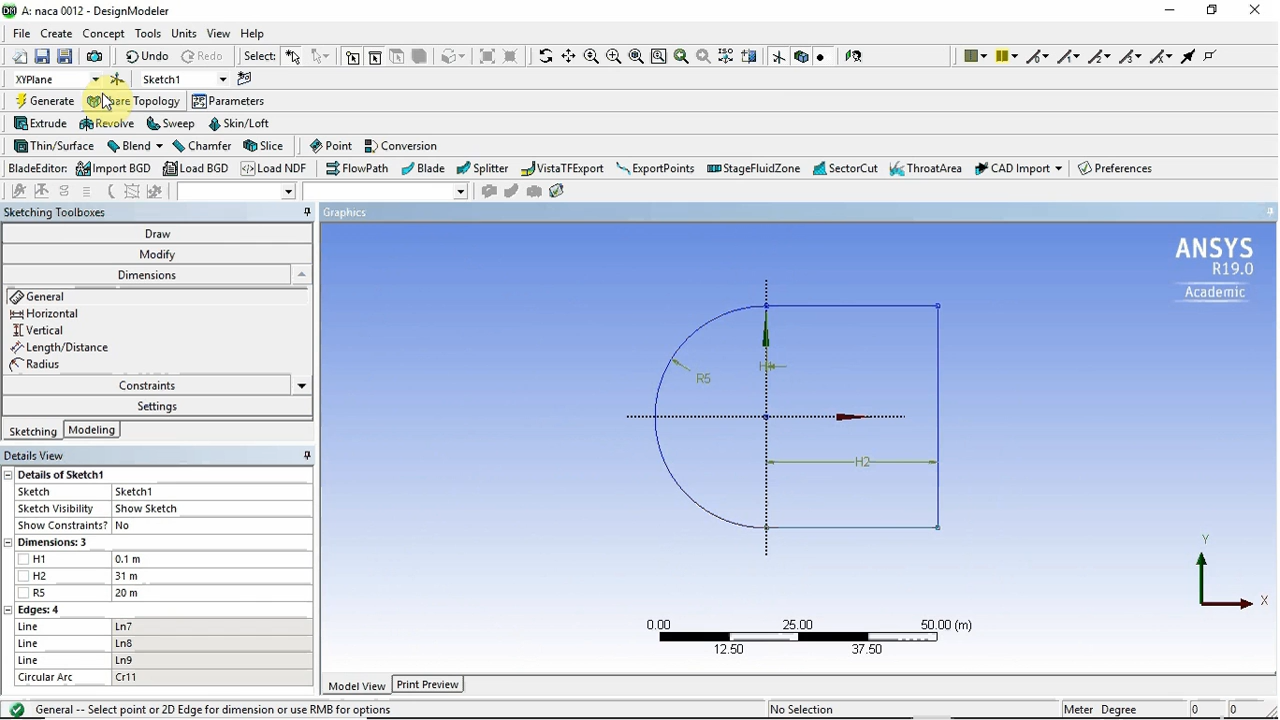 A: naca 0012 - DesignModeler
File Create Concept Tools Units View Help
Undo Redo Select:
XYPlane Sketch1
Generate Share Topology Parameters
Extrude Revolve Sweep Skin/Loft
Thin/Surface Blend Chamfer Slice Point Conversion
BladeEditor: Import BGD Load BGD Load NDF FlowPath Blade Splitter VistaTFExport ExportPoints StageFluidZone SectorCut ThroatArea CAD Import Preferences
Sketching Toolboxes
Draw
Modify
Dimensions
General
Horizontal
Vertical
Length/Distance
Radius
Constraints
Settings
Sketching Modeling
Details View
Details of Sketch1
Sketch Sketch1
Sketch Visibility Show Sketch
Show Constraints? No
Dimensions: 3
H1 0.1 m
H2 31 m
R5 20 m
Edges: 4
Line Ln7
Line Ln8
Line Ln9
Circular Arc Cr11
Graphics
ANSYS
R19.0
Academic
R5
H2
Y
X
0.00 25.00 50.00 (m)
12.50 37.50
Model View Print Preview
General -- Select point or 2D Edge for dimension or use RMB for options No Selection Meter Degree 0 0